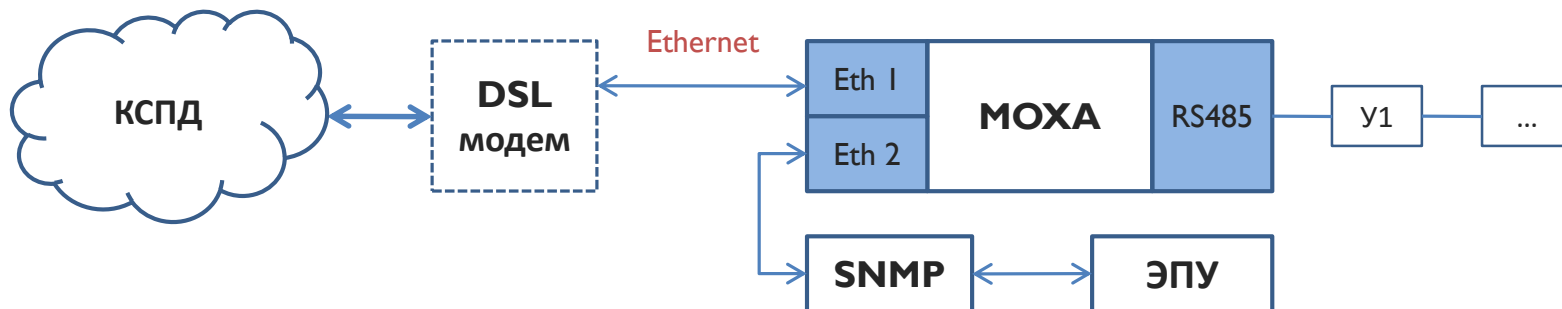 Ethernet
КСПД
DSL
модем
Eth 1
Eth 2
MOXA
RS485
У1
...
SNMP
ЭПУ